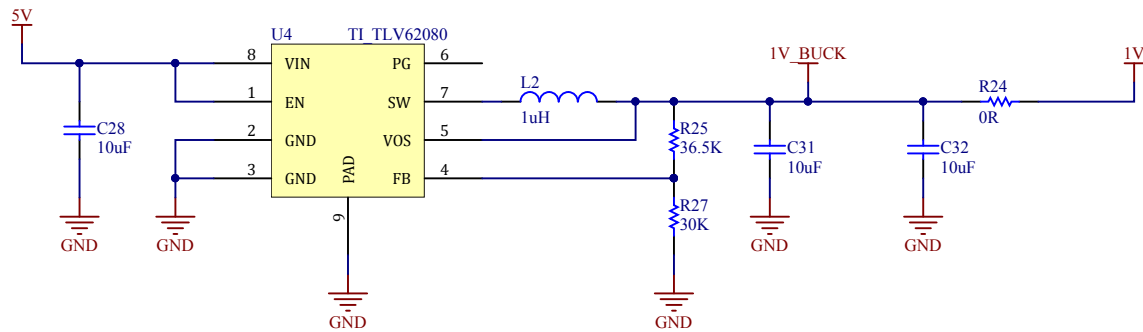 5V
U4 TI_TLV62080
1V_BUCK
1V
8 VIN PG 6
1 EN SW 7
2 GND VOS 5
3 GND FB 4
PAD
9
L2
1uH
R24
0R
C28
10uF
R25
36.5K
C31
10uF
C32
10uF
R27
30K
GND
GND
GND
GND
GND
GND